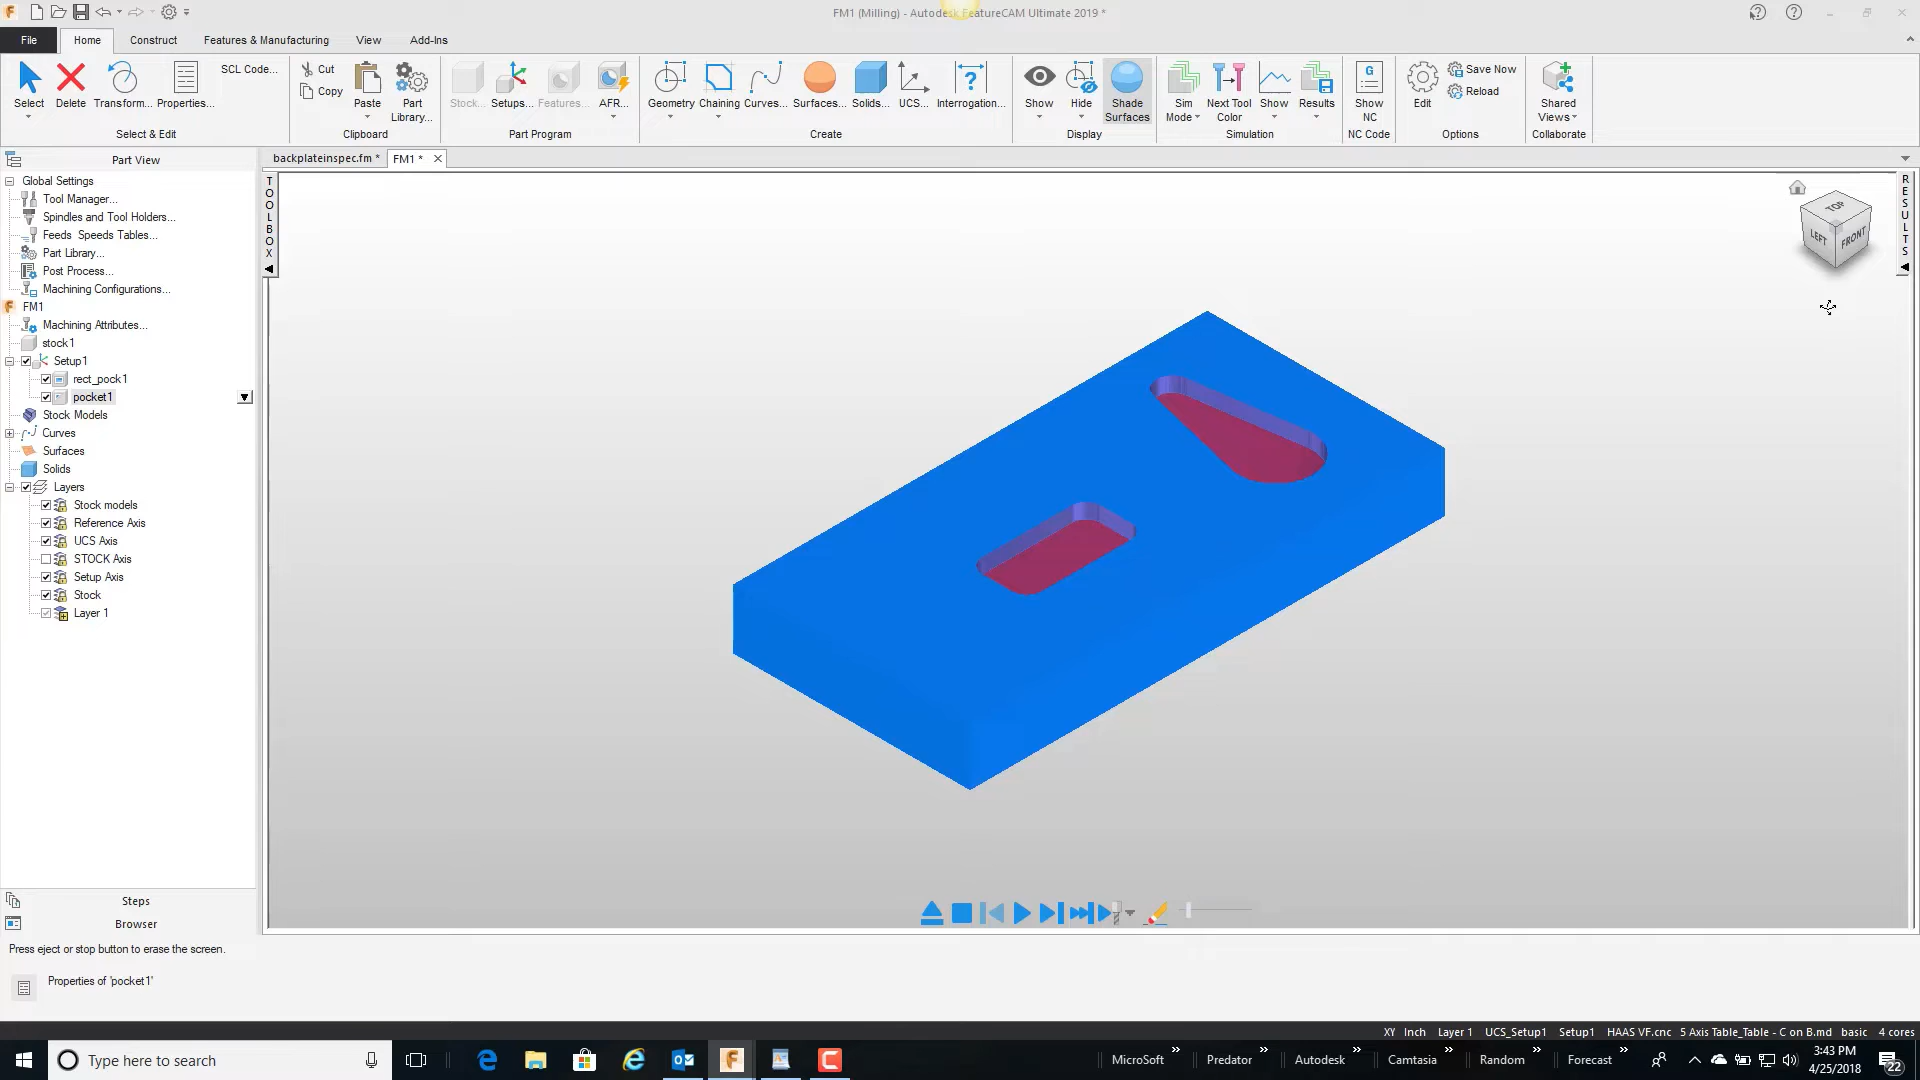 FM1 (Milling) - Autodesk FeatureCAM Ultimate 2019 *
File Home Construct Features & Manufacturing View Add-Ins
Select Delete Transform... Properties... SCL Code...
Select & Edit
Cut
Copy
Paste
Part Library...
Clipboard
Stock... Setups... Features... AFR...
Part Program
Geometry Chaining Curves... Surfaces... Solids... UCS... Interrogation...
Create
Show Hide Shade Surfaces
Display
Sim Mode Next Tool Color Show Results
Simulation
G
Show NC
NC Code
Edit Save Now
Reload
Options
Shared Views
Collaborate
Part View
backplateinspec.fm * FM1 *
Global Settings
Tool Manager...
Spindles and Tool Holders...
Feeds Speeds Tables...
Part Library...
Post Process...
Machining Configurations...
FM1
Machining Attributes...
stock1
Setup1
rect_pock1
pocket1
Stock Models
Curves
Surfaces
Solids
Layers
Stock models
Reference Axis
UCS Axis
STOCK Axis
Setup Axis
Stock
Layer 1
TOOLBOX
TOP
LEFT FRONT
RESULTS
Steps
Browser
Press eject or stop button to erase the screen.
Properties of 'pocket1'
XY Inch Layer 1 UCS_Setup1 Setup1 HAAS VF.cnc 5 Axis Table_Table - C on B.md basic 4 cores
Type here to search
MicroSoft » Predator » Autodesk » Camtasia » Random » Forecast »
3:43 PM
4/25/2018
22